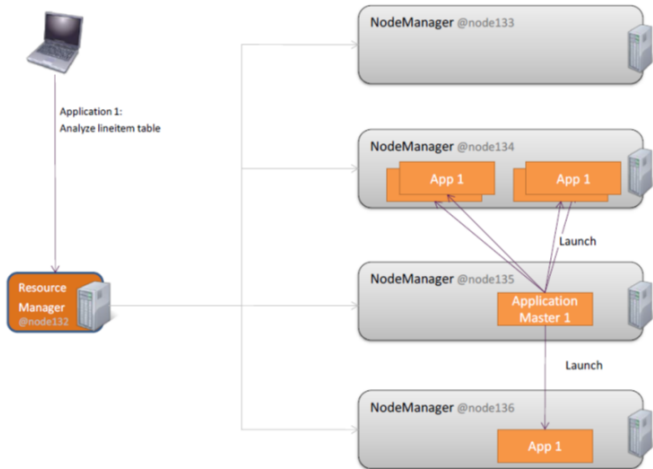 NodeManager @node133
Application 1:
Analyze lineitem table
NodeManager @node134
App 1
App 1
Launch
Resource
Manager
@node132
NodeManager @node135
Application
Master 1
Launch
NodeManager @node136
App 1